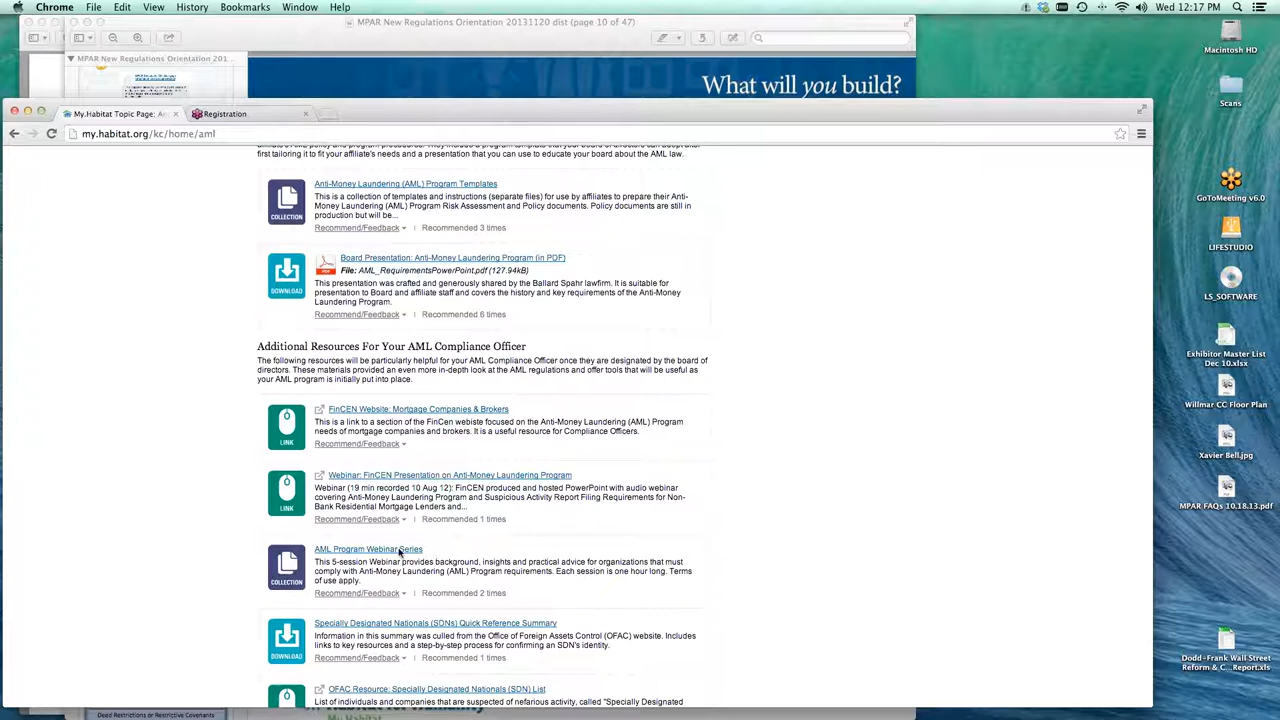 Chrome File Edit View History Bookmarks Window Help
Wed 12:17 PM
MPAR New Regulations Orientation 20131120 dist (page 10 of 47)
MPAR New Regulations Orientation 201...
What will you build?
My.Habitat Topic Page: An
Registration
my.habitat.org/kc/home/aml
first tailoring it to fit your affiliate's needs and a presentation that you can use to educate your board about the AML law.
COLLECTION
Anti-Money Laundering (AML) Program Templates
This is a collection of templates and instructions (separate files) for use by affiliates to prepare their Anti-
Money Laundering (AML) Program Risk Assessment and Policy documents. Policy documents are still in
production but will be...
Recommend/Feedback Recommended 3 times
DOWNLOAD
Board Presentation: Anti-Money Laundering Program (in PDF)
File: AML_RequirementsPowerPoint.pdf (127.94kB)
This presentation was crafted and generously shared by the Ballard Spahr lawfirm. It is suitable for
presentation to Board and affiliate staff and covers the history and key requirements of the Anti-Money
Laundering Program.
Recommend/Feedback Recommended 6 times
Additional Resources For Your AML Compliance Officer
The following resources will be particularly helpful for your AML Compliance Officer once they are designated by the board of
directors. These materials provided an even more in-depth look at the AML regulations and offer tools that will be useful as
your AML program is initially put into place.
LINK
FinCEN Website: Mortgage Companies & Brokers
This is a link to a section of the FinCen webiste focused on the Anti-Money Laundering (AML) Program
needs of mortgage companies and brokers. It is a useful resource for Compliance Officers.
Recommend/Feedback
LINK
Webinar: FinCEN Presentation on Anti-Money Laundering Program
Webinar (19 min recorded 10 Aug 12): FinCEN produced and hosted PowerPoint with audio webinar
covering Anti-Money Laundering Program and Suspicious Activity Report Filing Requirements for Non-
Bank Residential Mortgage Lenders and...
Recommend/Feedback Recommended 1 times
COLLECTION
AML Program Webinar Series
This 5-session Webinar provides background, insights and practical advice for organizations that must
comply with Anti-Money Laundering (AML) Program requirements. Each session is one hour long. Terms
of use apply.
Recommend/Feedback Recommended 2 times
DOWNLOAD
Specially Designated Nationals (SDNs) Quick Reference Summary
Information in this summary was culled from the Office of Foreign Assets Control (OFAC) website. Includes
links to key resources and a step-by-step process for confirming an SDN's identity.
Recommend/Feedback Recommended 1 times
OFAC Resource: Specially Designated Nationals (SDN) List
List of individuals and companies that are suspected of nefarious activity, called "Specially Designated
Deed Restrictions or Restrictive Covenants
Macintosh HD
Scans
GoToMeeting v6.0
LIFESTUDIO
LS_SOFTWARE
Exhibitor Master List
Dec 10.xlsx
Willmar CC Floor Plan
Xavier Bell.jpg
MPAR FAQs 10.18.13.pdf
Dodd-Frank Wall Street
Reform & C...Report.xls